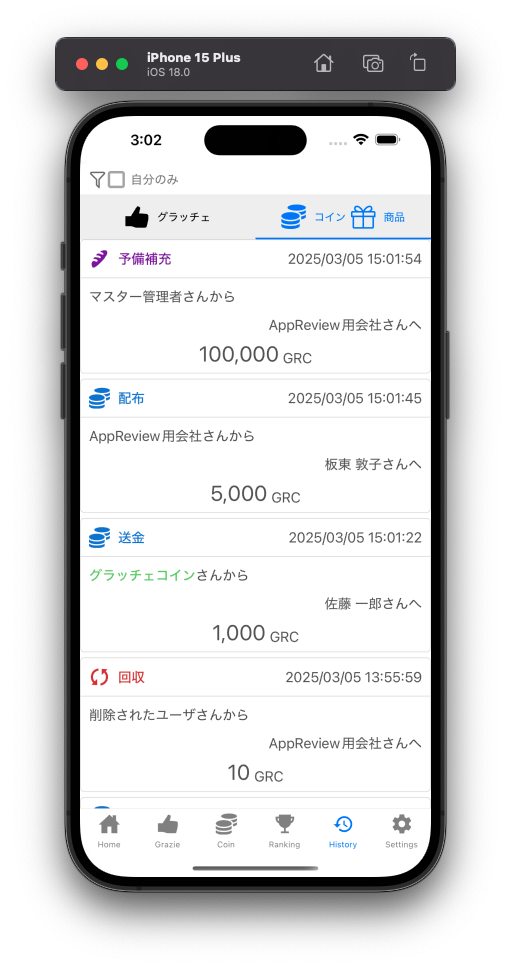 iPhone 15 Plus
iOS 18.0
3:02
自分のみ
グラッチェ
コイン 商品
予備補充 2025/03/05 15:01:54
マスター管理者さんから
AppReview用会社さんへ
100,000 GRC
配布 2025/03/05 15:01:45
AppReview用会社さんから
板東 敦子さんへ
5,000 GRC
送金 2025/03/05 15:01:22
グラッチェコインさんから
佐藤 一郎さんへ
1,000 GRC
回収 2025/03/05 13:55:59
削除されたユーザさんから
AppReview用会社さんへ
10 GRC
Home Grazie Coin Ranking History Settings